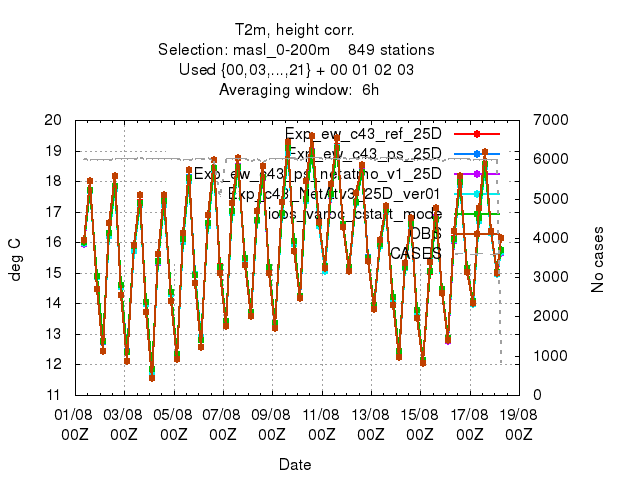 T2m, height corr.
Selection: masl_0-200m 849 stations
Used {00,03,...,21} + 00 01 02 03
Averaging window: 6h
deg C
No cases
20
19
18
17
16
15
14
13
12
11
7000
6000
5000
4000
3000
2000
1000
0
Exp_ew_c43_ref_25D
Exp_ew_c43_ps_25D
OBS
CASES
01/08 03/08 05/08 07/08 09/08 11/08 13/08 15/08 17/08 19/08
00Z 00Z 00Z 00Z 00Z 00Z 00Z 00Z 00Z 00Z
Date